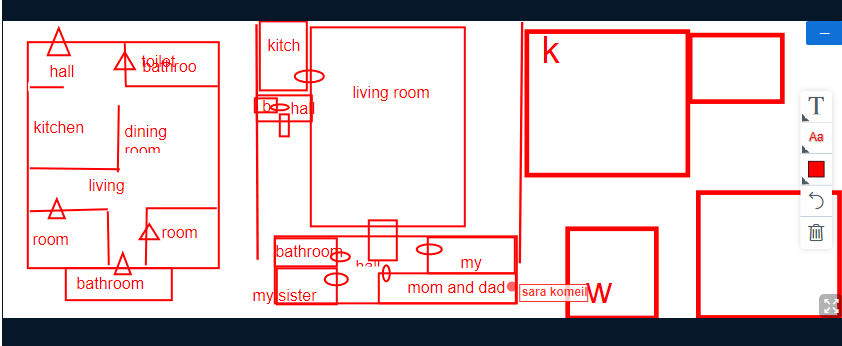 hall
toilet
bathroo
kitchen
dining
room
living
room
room
bathroom
kitch
living room
b
hall
bathroom
hall
my
my sister
mom and dad
sara komeil
k
w
T
Aa